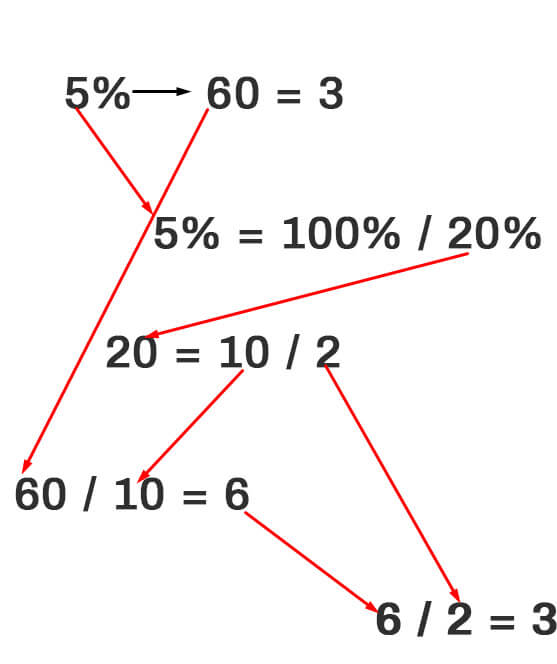 5% → 60 = 3
5% = 100% / 20%
20 = 10 / 2
60 / 10 = 6
6 / 2 = 3